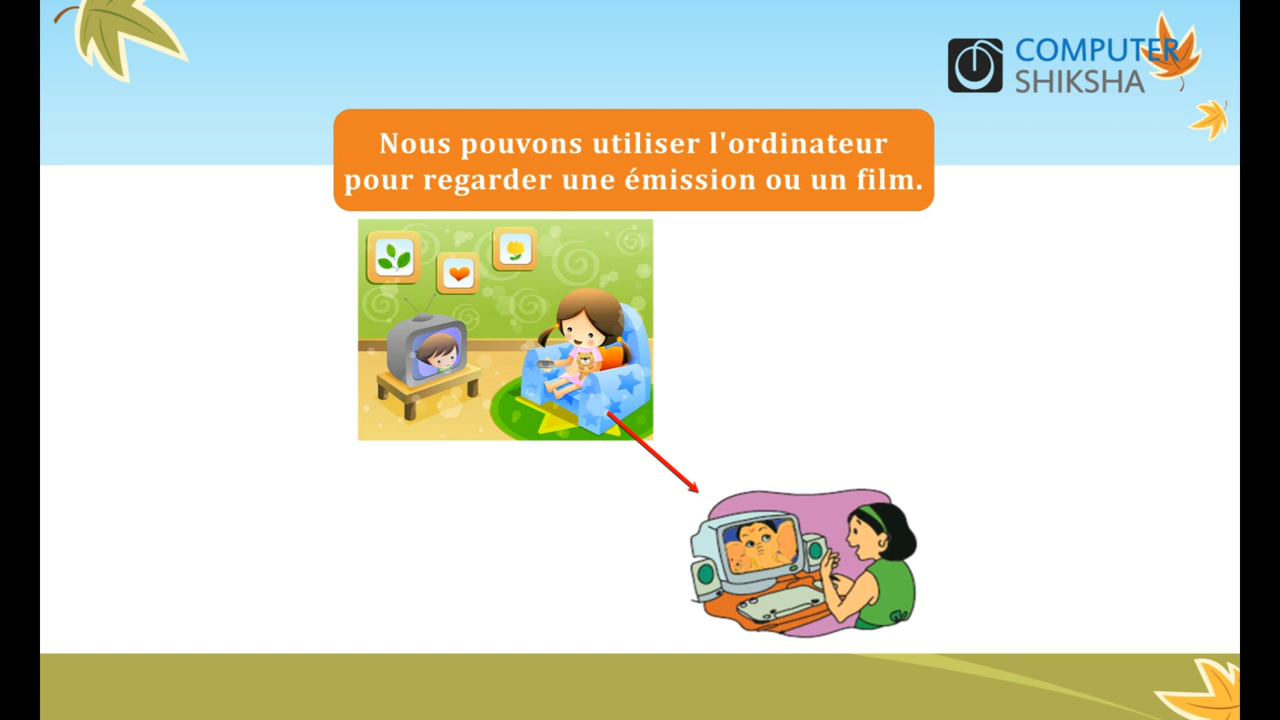 COMPUTER
SHIKSHA
Nous pouvons utiliser l'ordinateur
pour regarder une émission ou un film.